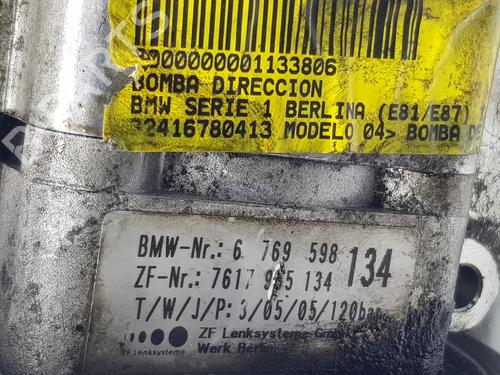 0000000001133806
BOMBA DIRECCION
BMW SERIE 1 BERLINA (E81/E87)
32416780413 MODELO 04> BOMBA
BMW-Nr.: 6 769 598
134
ZF-Nr.: 7617 955 134
T/W/J/P: 3/05/05/120bar
ZF Lenksysteme GmbH
ZF Lenksysteme
Werk Berlin